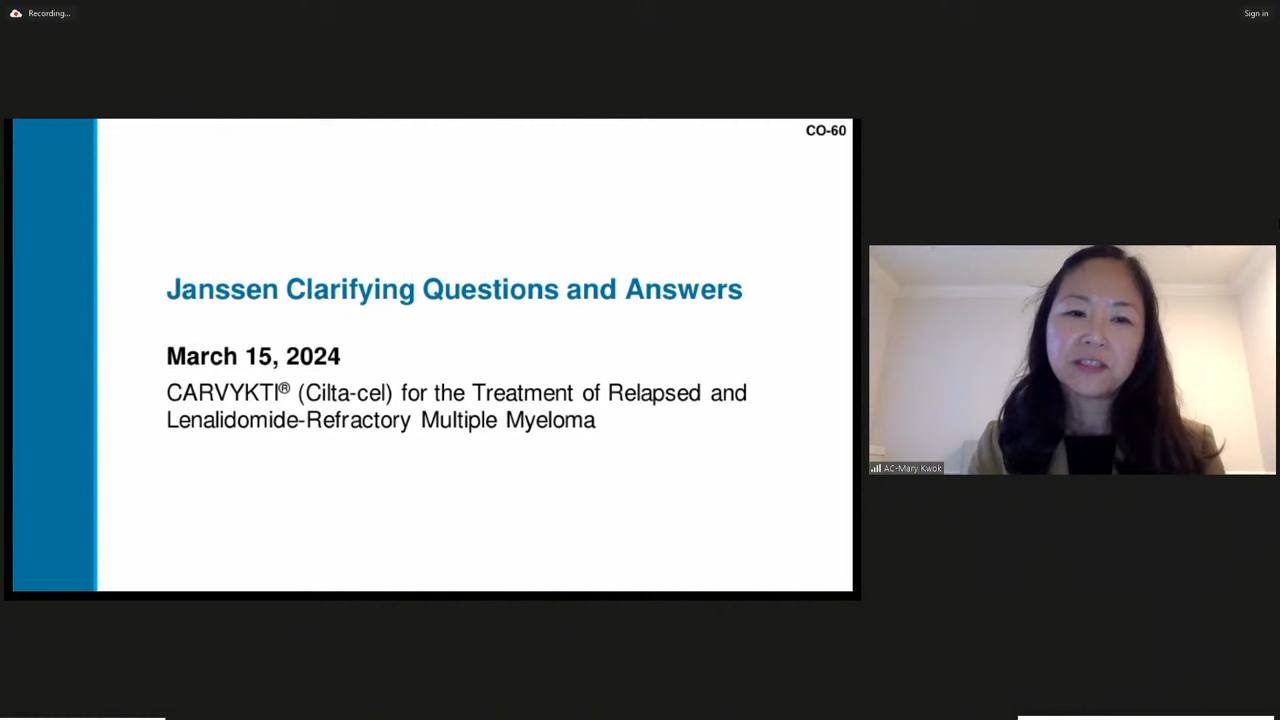 Recording...
Sign in
CO-60
Janssen Clarifying Questions and Answers
March 15, 2024
CARVYKTI® (Cilta-cel) for the Treatment of Relapsed and
Lenalidomide-Refractory Multiple Myeloma
AC-Mary Kwok